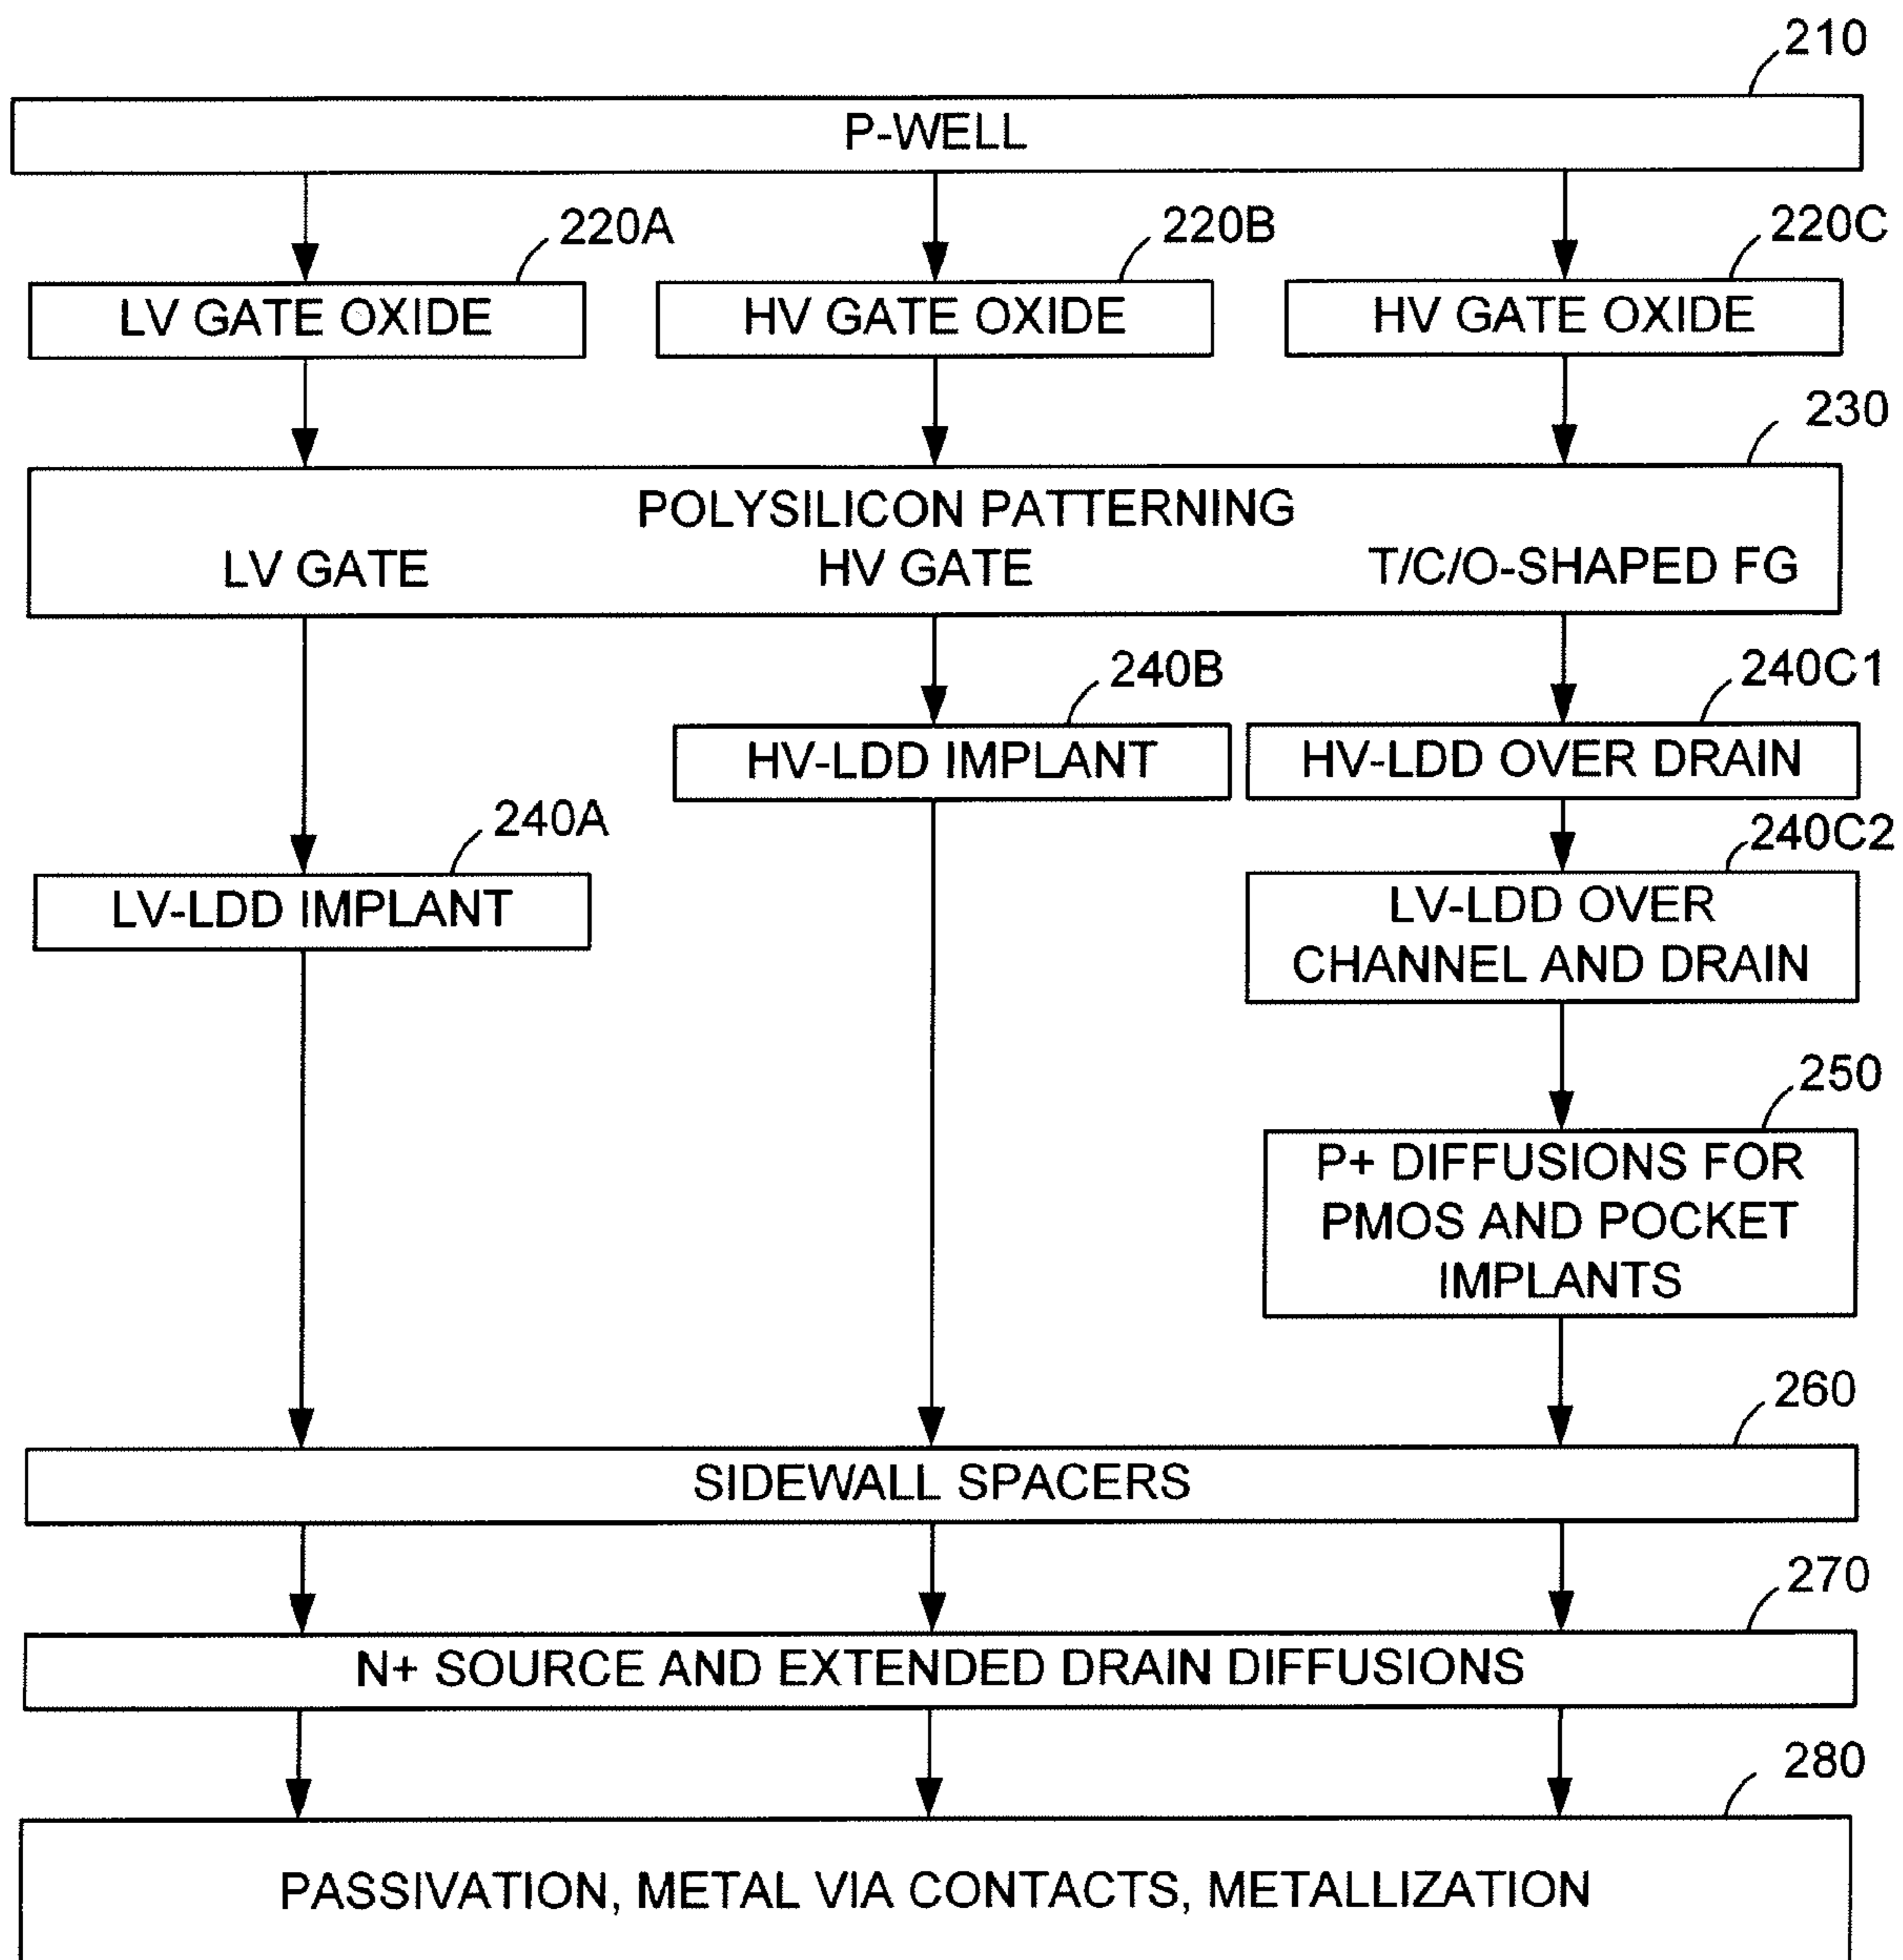 210
P-WELL
220A
220B
220C
LV GATE OXIDE
HV GATE OXIDE
HV GATE OXIDE
230
POLYSILICON PATTERNING
LV GATE
HV GATE
T/C/O-SHAPED FG
240B
240C1
HV-LDD IMPLANT
HV-LDD OVER DRAIN
240A
240C2
LV-LDD IMPLANT
LV-LDD OVER
CHANNEL AND DRAIN
250
P+ DIFFUSIONS FOR
PMOS AND POCKET
IMPLANTS
260
SIDEWALL SPACERS
270
N+ SOURCE AND EXTENDED DRAIN DIFFUSIONS
280
PASSIVATION, METAL VIA CONTACTS, METALLIZATION